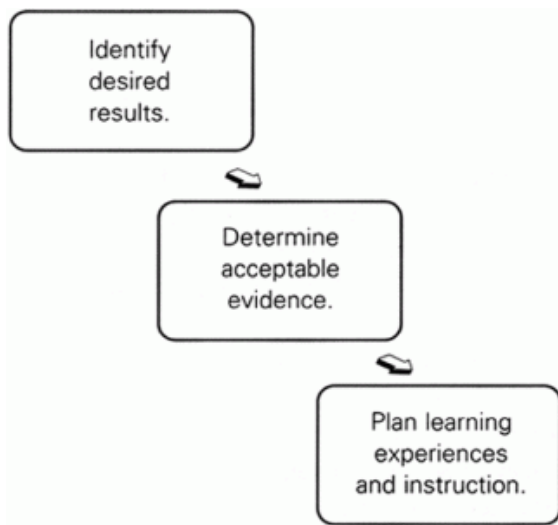 Identify
desired
results.
Determine
acceptable
evidence.
Plan learning
experiences
and instruction.